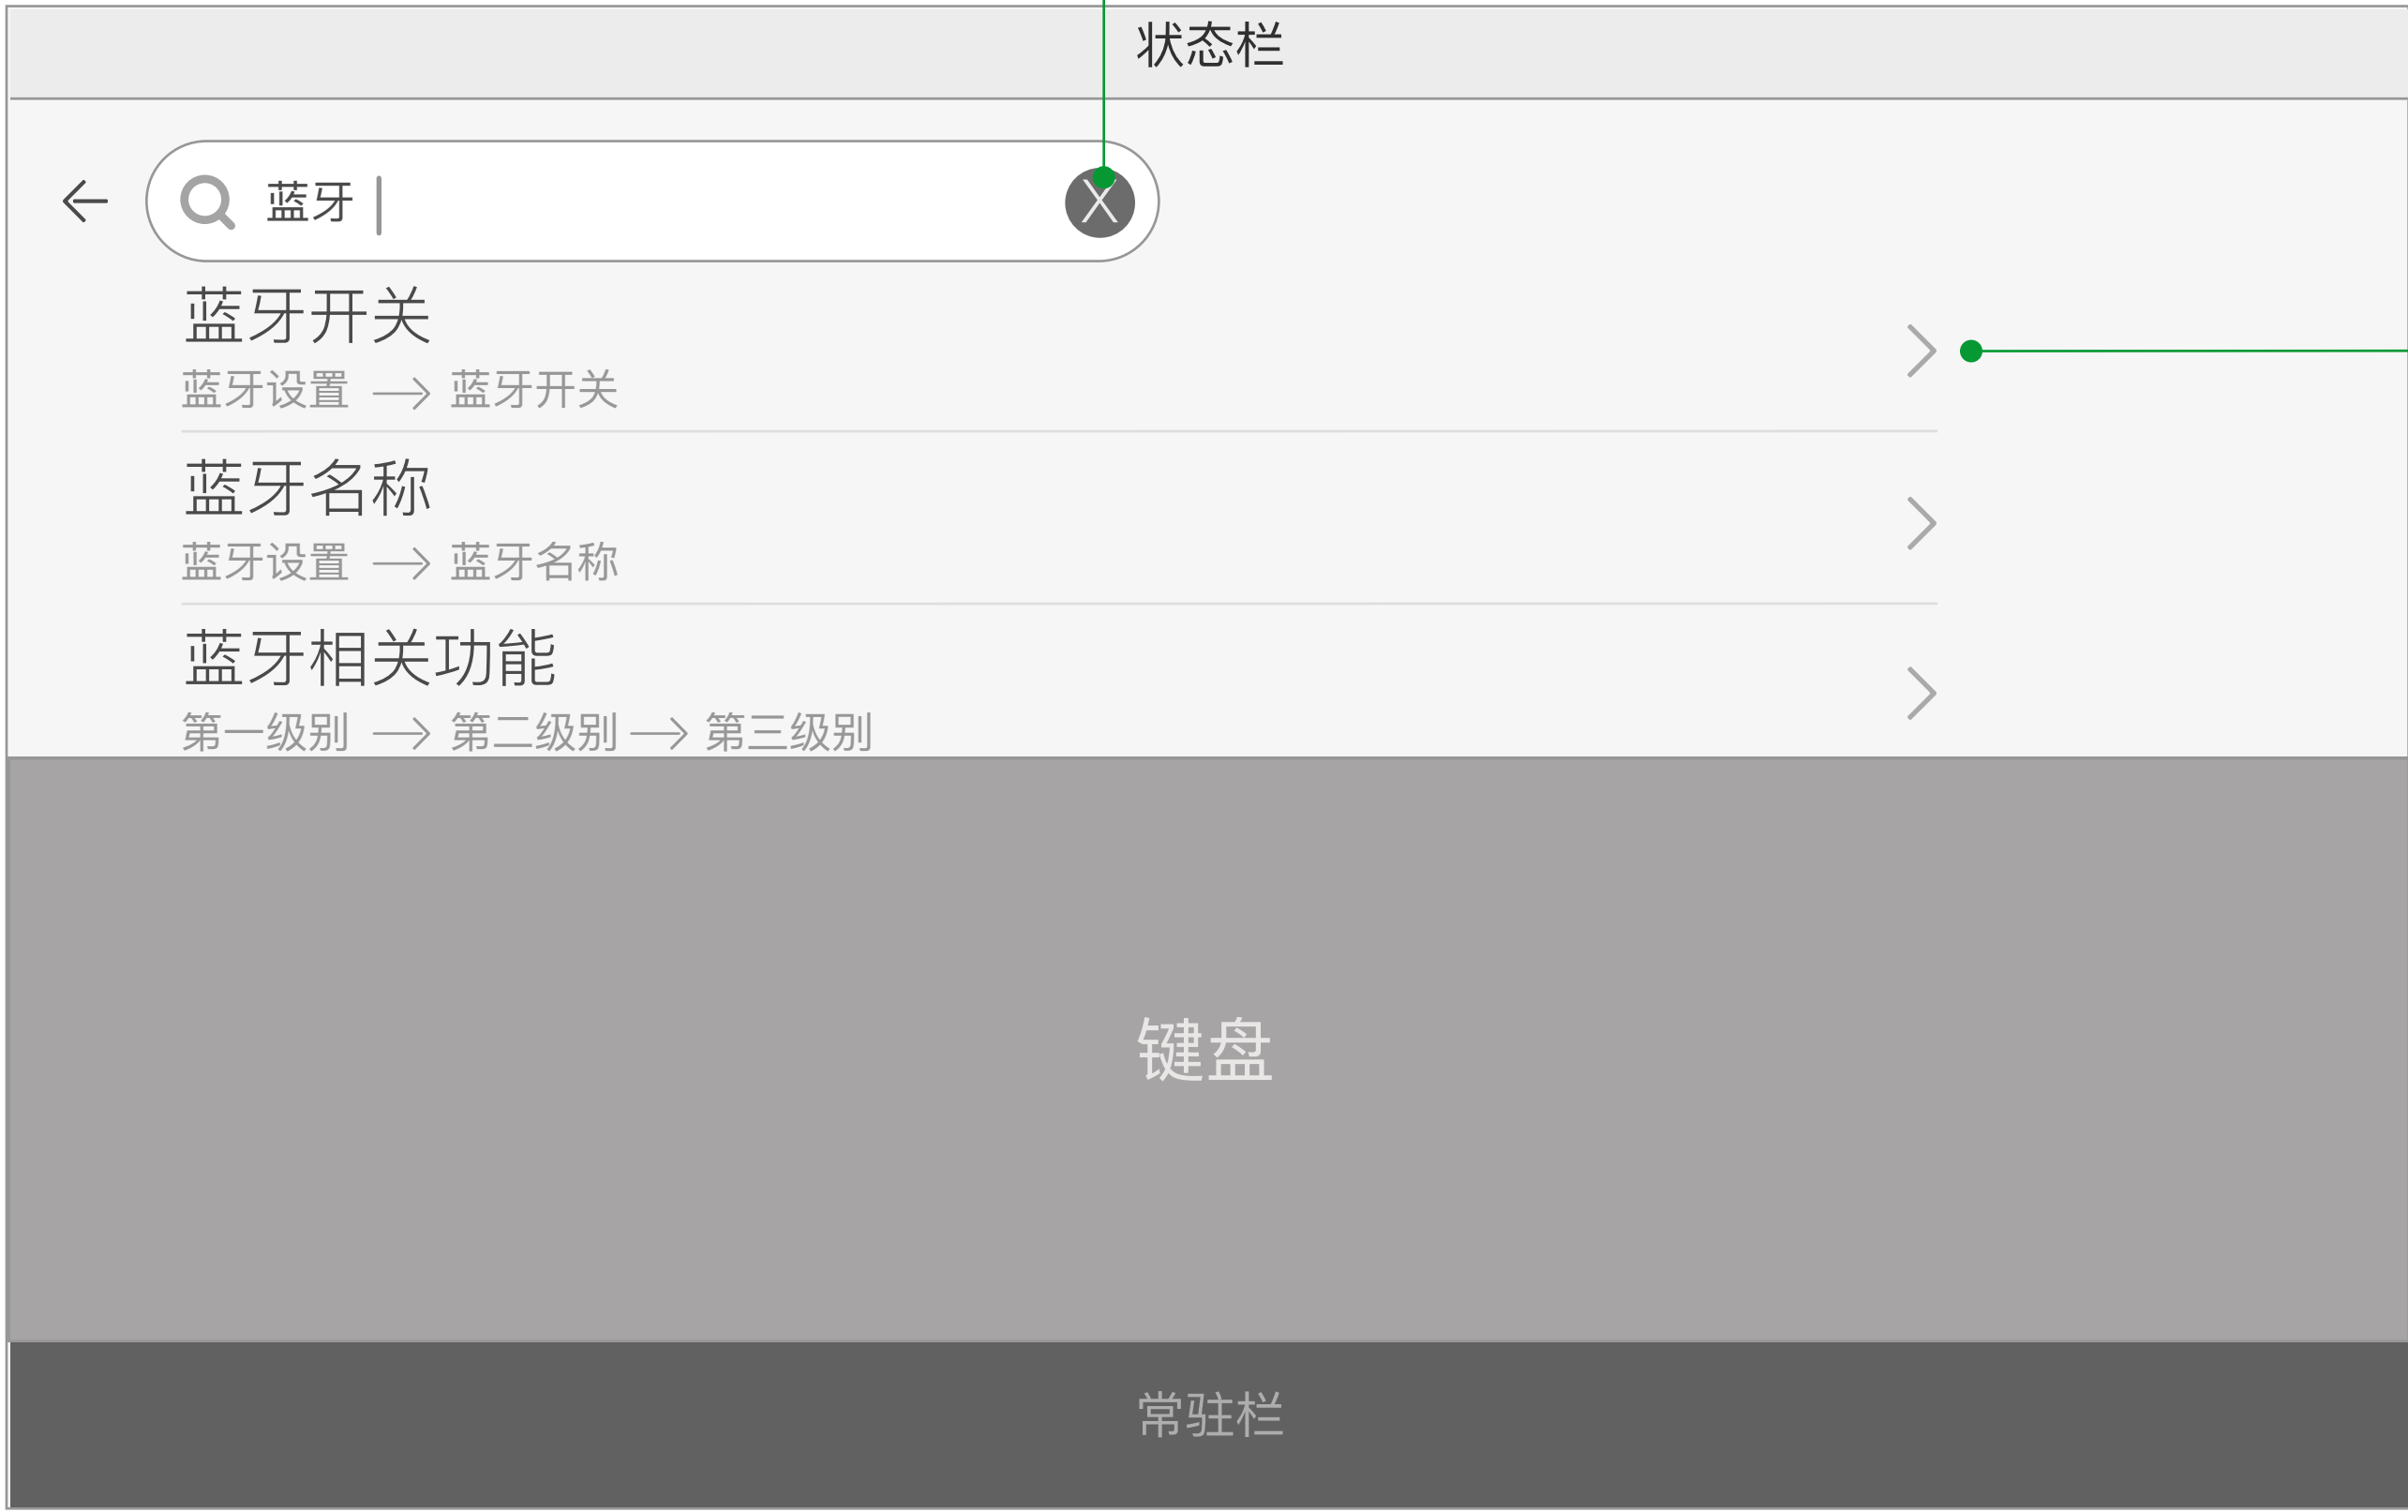 状态栏
蓝牙
X
蓝牙开关
蓝牙设置 → 蓝牙开关
蓝牙名称
蓝牙设置 → 蓝牙名称
蓝牙相关功能
第一级别 → 第二级别 → 第三级别
键盘
常驻栏